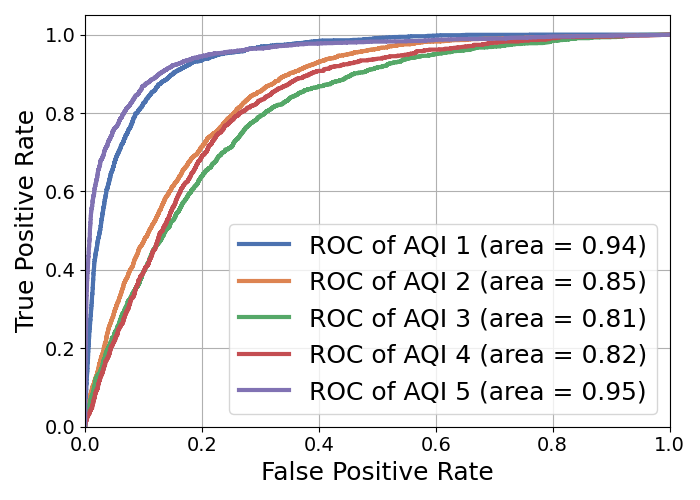 1.0
0.8
0.6
0.4
0.2
0.0
True Positive Rate
ROC of AQI 1 (area = 0.94)
ROC of AQI 2 (area = 0.85)
ROC of AQI 3 (area = 0.81)
ROC of AQI 4 (area = 0.82)
ROC of AQI 5 (area = 0.95)
0.0 0.2 0.4 0.6 0.8 1.0
False Positive Rate